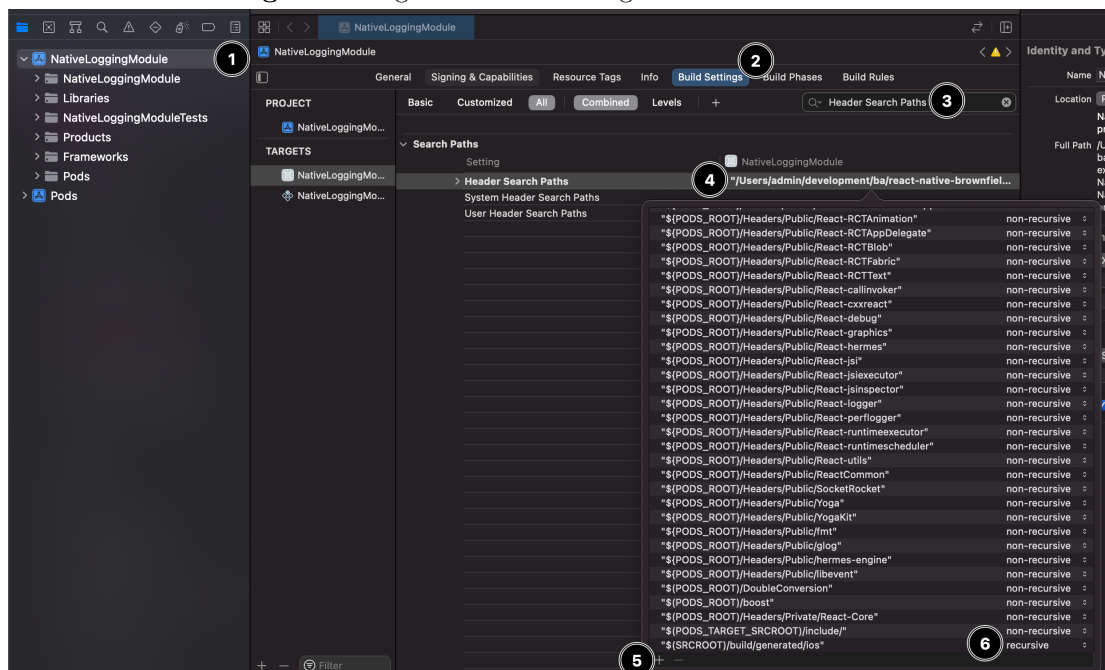 NativeLoggingModule
NativeLoggingModule
NativeLoggingModule
Libraries
NativeLoggingModuleTests
Products
Frameworks
Pods
Pods
1
NativeLoggingModule
General Signing & Capabilities Resource Tags Info Build Settings Build Phases Build Rules
2
PROJECT
NativeLoggingMo...
TARGETS
NativeLoggingMo...
NativeLoggingMo...
Basic Customized All Combined Levels + Header Search Paths
3
Search Paths
Setting NativeLoggingModule
Header Search Paths 4 "/Users/admin/development/ba/react-native-brownfiel...
System Header Search Paths
User Header Search Paths
"${PODS_ROOT}/Headers/Public/React-RCTAnimation" non-recursive
"${PODS_ROOT}/Headers/Public/React-RCTAppDelegate" non-recursive
"${PODS_ROOT}/Headers/Public/React-RCTBlob" non-recursive
"${PODS_ROOT}/Headers/Public/React-RCTFabric" non-recursive
"${PODS_ROOT}/Headers/Public/React-RCTText" non-recursive
"${PODS_ROOT}/Headers/Public/React-callinvoker" non-recursive
"${PODS_ROOT}/Headers/Public/React-cxxreact" non-recursive
"${PODS_ROOT}/Headers/Public/React-debug" non-recursive
"${PODS_ROOT}/Headers/Public/React-graphics" non-recursive
"${PODS_ROOT}/Headers/Public/React-hermes" non-recursive
"${PODS_ROOT}/Headers/Public/React-jsi" non-recursive
"${PODS_ROOT}/Headers/Public/React-jsiexecutor" non-recursive
"${PODS_ROOT}/Headers/Public/React-jsinspector" non-recursive
"${PODS_ROOT}/Headers/Public/React-logger" non-recursive
"${PODS_ROOT}/Headers/Public/React-perflogger" non-recursive
"${PODS_ROOT}/Headers/Public/React-runtimeexecutor" non-recursive
"${PODS_ROOT}/Headers/Public/React-runtimescheduler" non-recursive
"${PODS_ROOT}/Headers/Public/React-utils" non-recursive
"${PODS_ROOT}/Headers/Public/ReactCommon" non-recursive
"${PODS_ROOT}/Headers/Public/SocketRocket" non-recursive
"${PODS_ROOT}/Headers/Public/Yoga" non-recursive
"${PODS_ROOT}/Headers/Public/YogaKit" non-recursive
"${PODS_ROOT}/Headers/Public/fmt" non-recursive
"${PODS_ROOT}/Headers/Public/glog" non-recursive
"${PODS_ROOT}/Headers/Public/hermes-engine" non-recursive
"${PODS_ROOT}/Headers/Public/libevent" non-recursive
"$(PODS_ROOT)/DoubleConversion" non-recursive
"$(PODS_ROOT)/boost" non-recursive
"$(PODS_ROOT)/Headers/Private/React-Core" non-recursive
"$(PODS_TARGET_SRCROOT)/include/" non-recursive
"$(SRCROOT)/build/generated/ios" 6 recursive
5 + −
+ − Filter
Identity and Ty
Name N
Location
Full Path /U